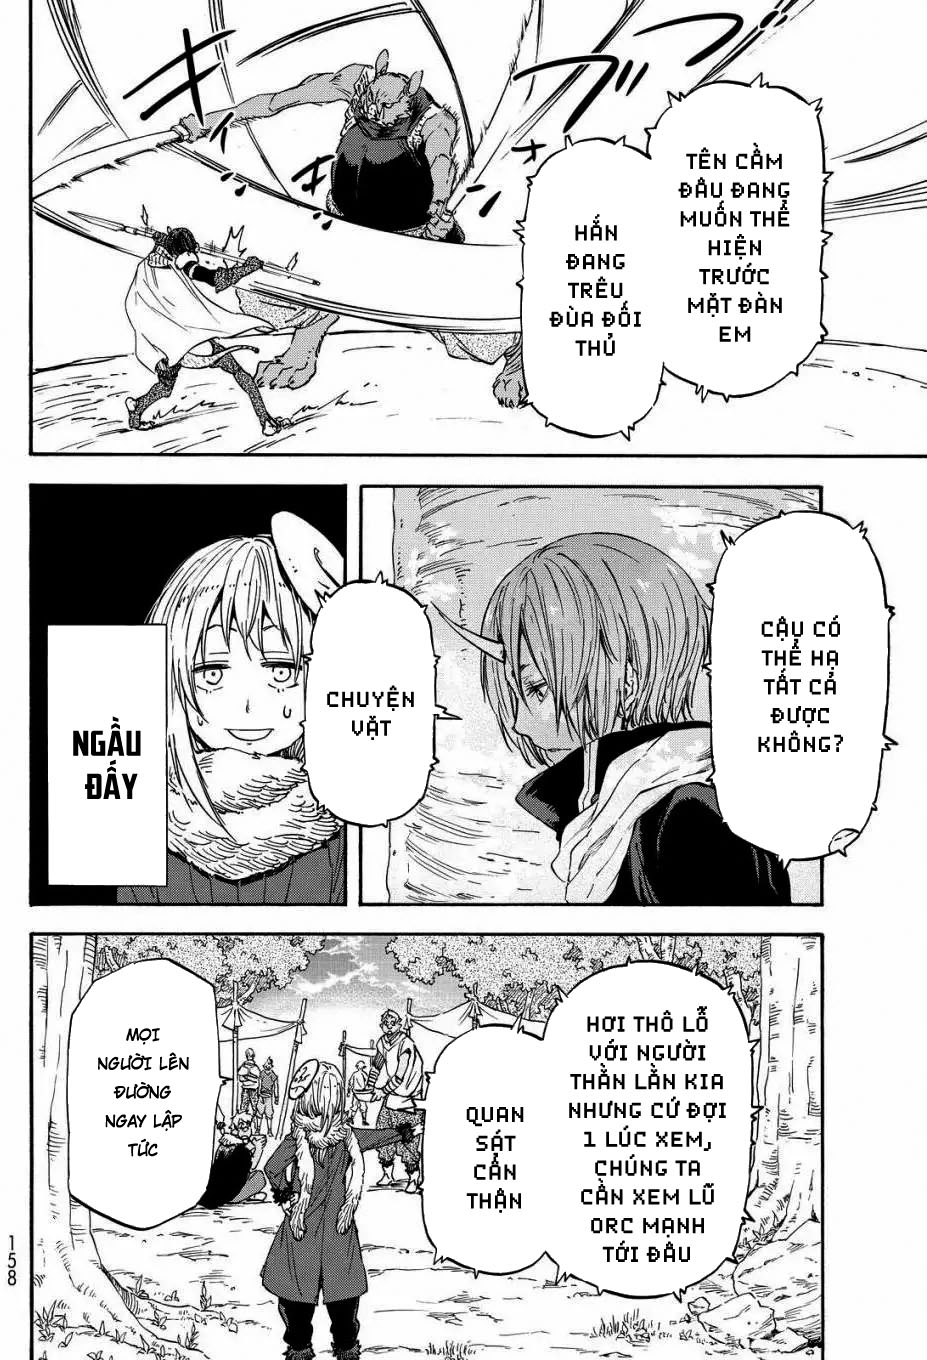 TÊN CẦM
ĐẦU ĐANG
MUỐN THỂ
HIỆN
TRƯỚC
MẶT ĐÀN
EM
HẮN
ĐANG
TRÊU
ĐÙA ĐỐI
THỦ
CẬU CÓ
THỂ HẠ
TẤT CẢ
ĐƯỢC
KHÔNG?
CHUYỆN
VẶT
NGẦU
ĐẤY
HƠI THÔ LỖ
VỚI NGƯỜI
THẰN LẰN KIA
NHƯNG CỨ ĐỢI
1 LÚC XEM,
CHÚNG TA
CẦN XEM LŨ
ORC MẠNH
TỚI ĐÂU
QUAN
SÁT
CẨN
THẬN
MỌI
NGƯỜI LÊN
ĐƯỜNG
NGAY LẬP
TỨC
158